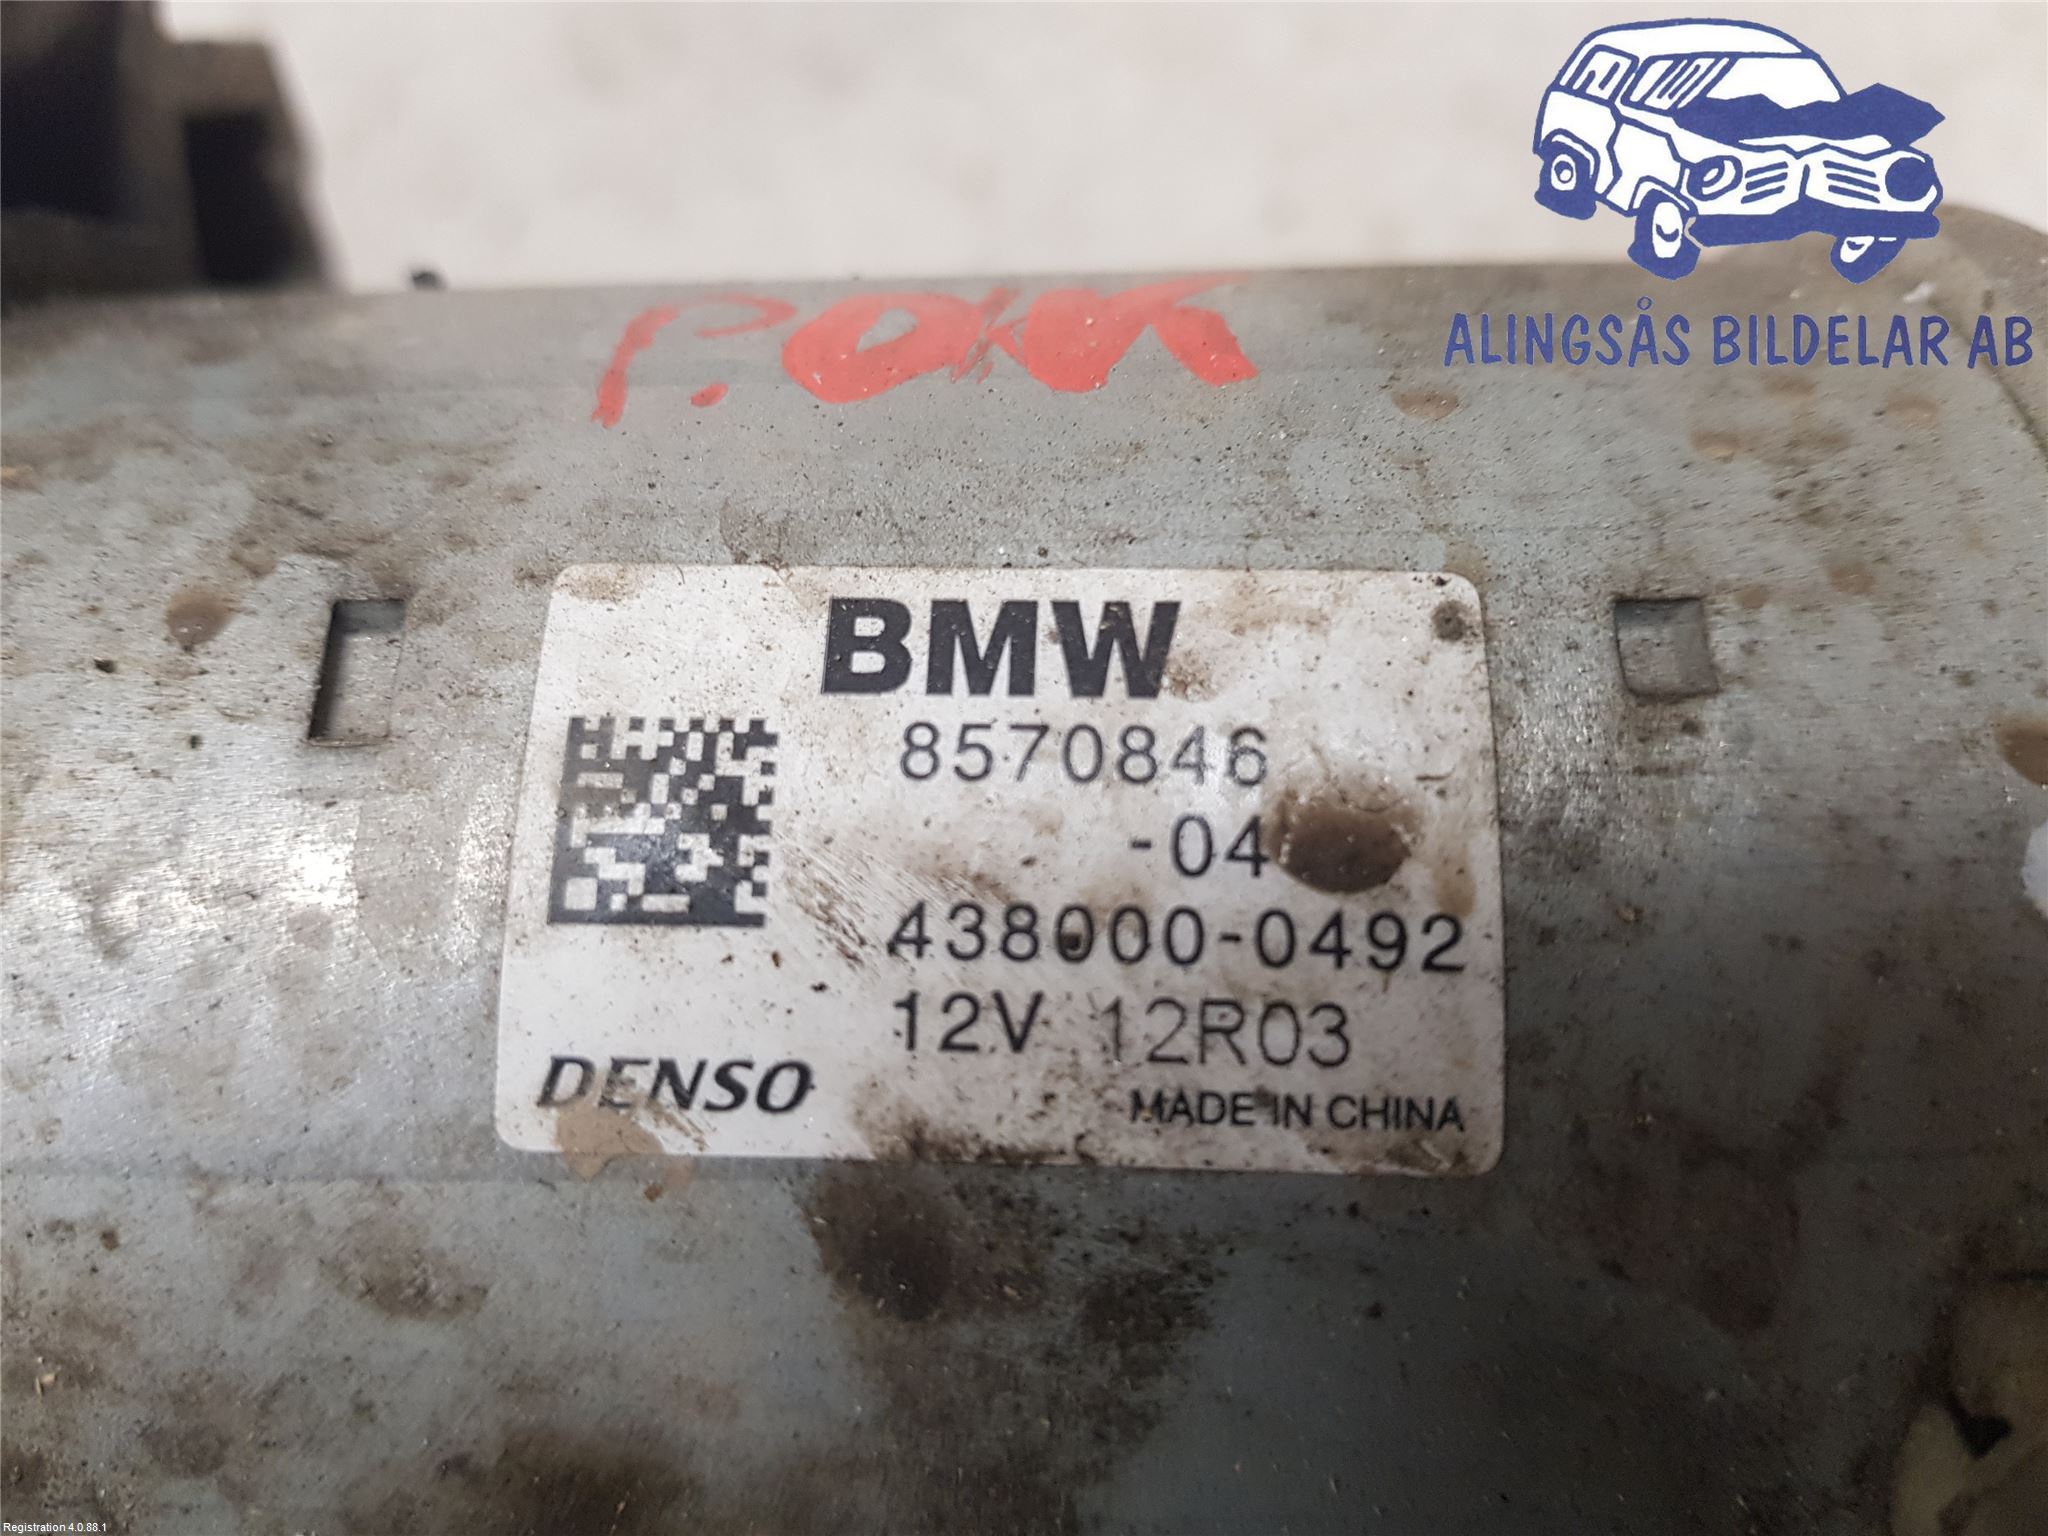 ALINGSÅS BILDELAR AB
P.OKK
BMW
8570846
-04
438000-0492
12V 12R03
DENSO
MADE IN CHINA
Registration 4.0.88.1